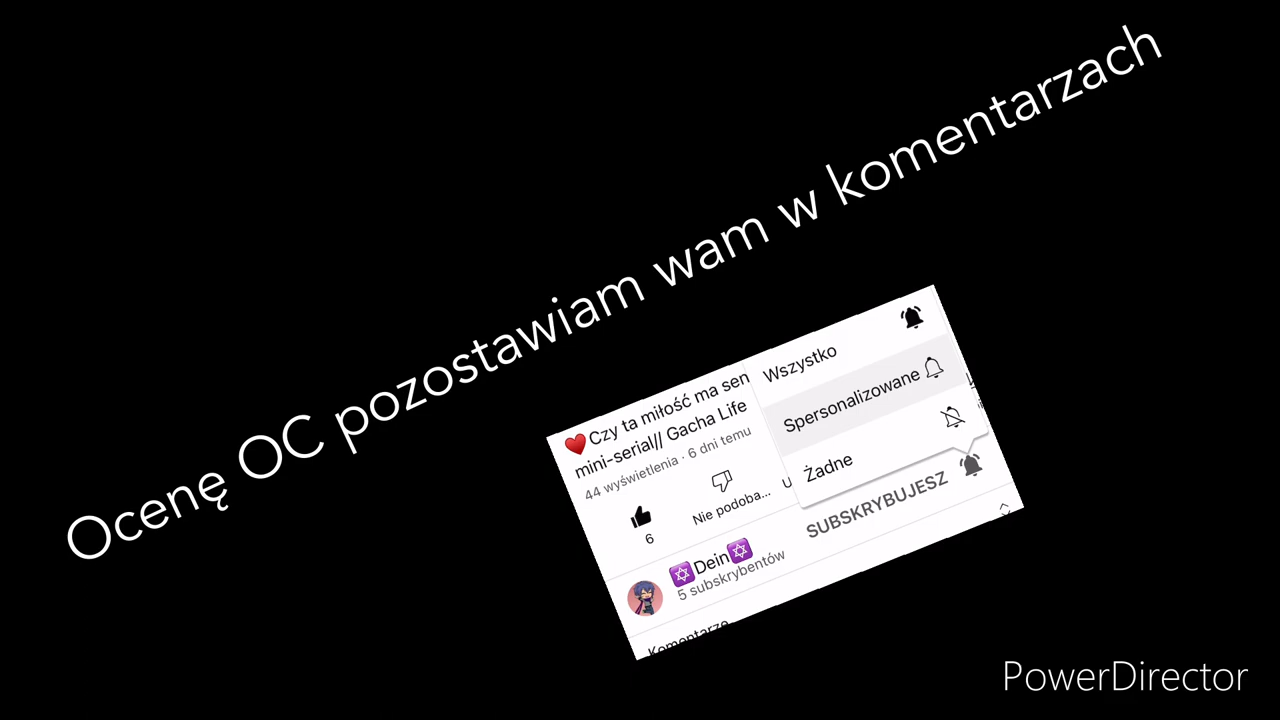 Ocenę OC pozostawiam wam w komentarzach
Wszystko
Spersonalizowane
Żadne
❤️Czy ta miłość ma sen
mini-serial// Gacha Life
44 wyświetlenia · 6 dni temu
6
Nie podoba...
U
SUBSKRYBUJESZ
✡Dein✡
5 subskrybentów
Komentarze
PowerDirector